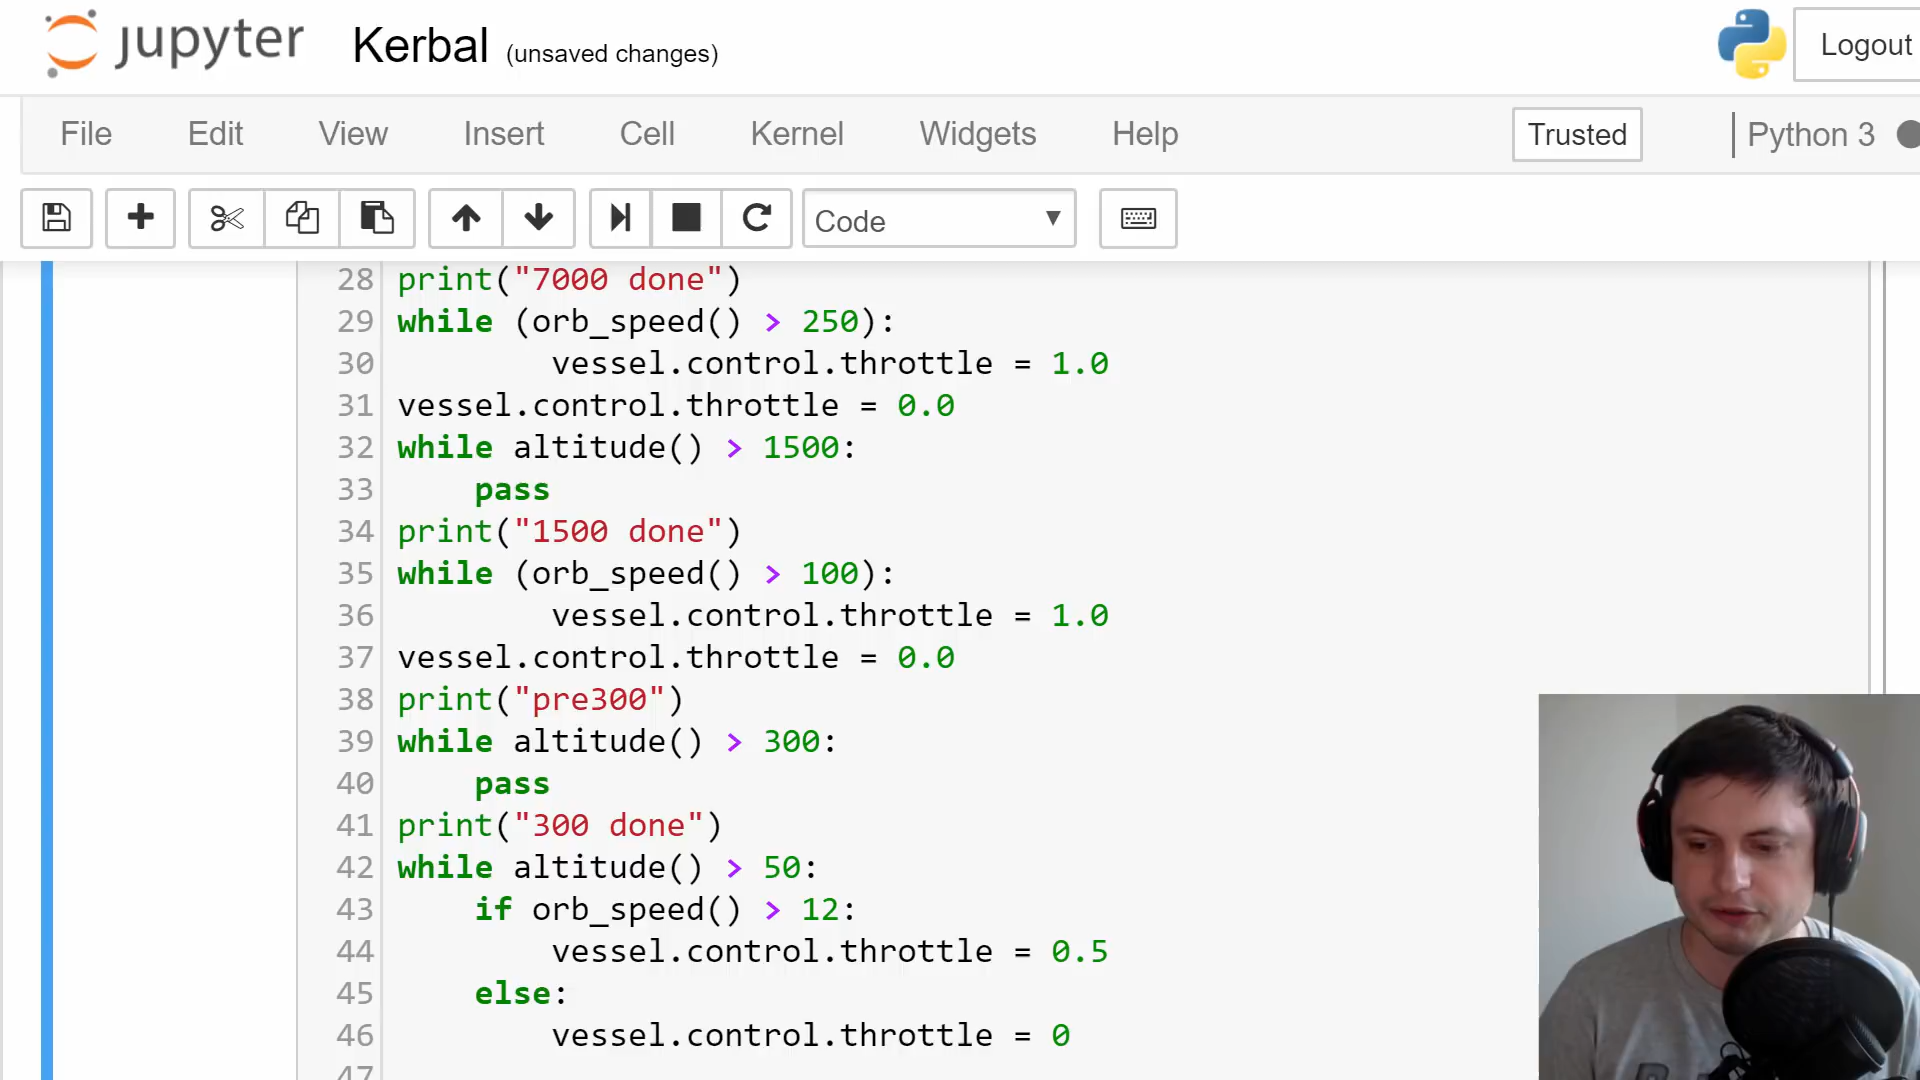 jupyter Kerbal (unsaved changes) Logout
File Edit View Insert Cell Kernel Widgets Help Trusted Python 3
Code
28 print("7000 done")
29 while (orb_speed() > 250):
30         vessel.control.throttle = 1.0
31 vessel.control.throttle = 0.0
32 while altitude() > 1500:
33     pass
34 print("1500 done")
35 while (orb_speed() > 100):
36         vessel.control.throttle = 1.0
37 vessel.control.throttle = 0.0
38 print("pre300")
39 while altitude() > 300:
40     pass
41 print("300 done")
42 while altitude() > 50:
43     if orb_speed() > 12:
44         vessel.control.throttle = 0.5
45     else:
46         vessel.control.throttle = 0
47